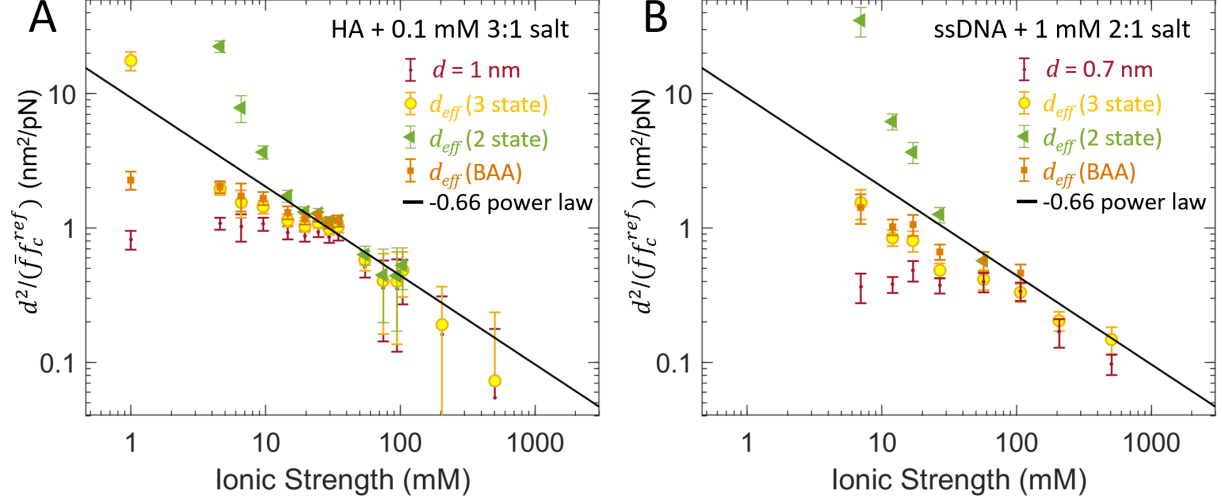 A
HA + 0.1 mM 3:1 salt
d = 1 nm
d_eff (3 state)
d_eff (2 state)
d_eff (BAA)
-0.66 power law
d²/(f̄ f_c^ref) (nm²/pN)
10
1
0.1
1 10 100 1000
Ionic Strength (mM)
B
ssDNA + 1 mM 2:1 salt
d = 0.7 nm
d_eff (3 state)
d_eff (2 state)
d_eff (BAA)
-0.66 power law
d²/(f̄ f_c^ref) (nm²/pN)
10
1
0.1
1 10 100 1000
Ionic Strength (mM)